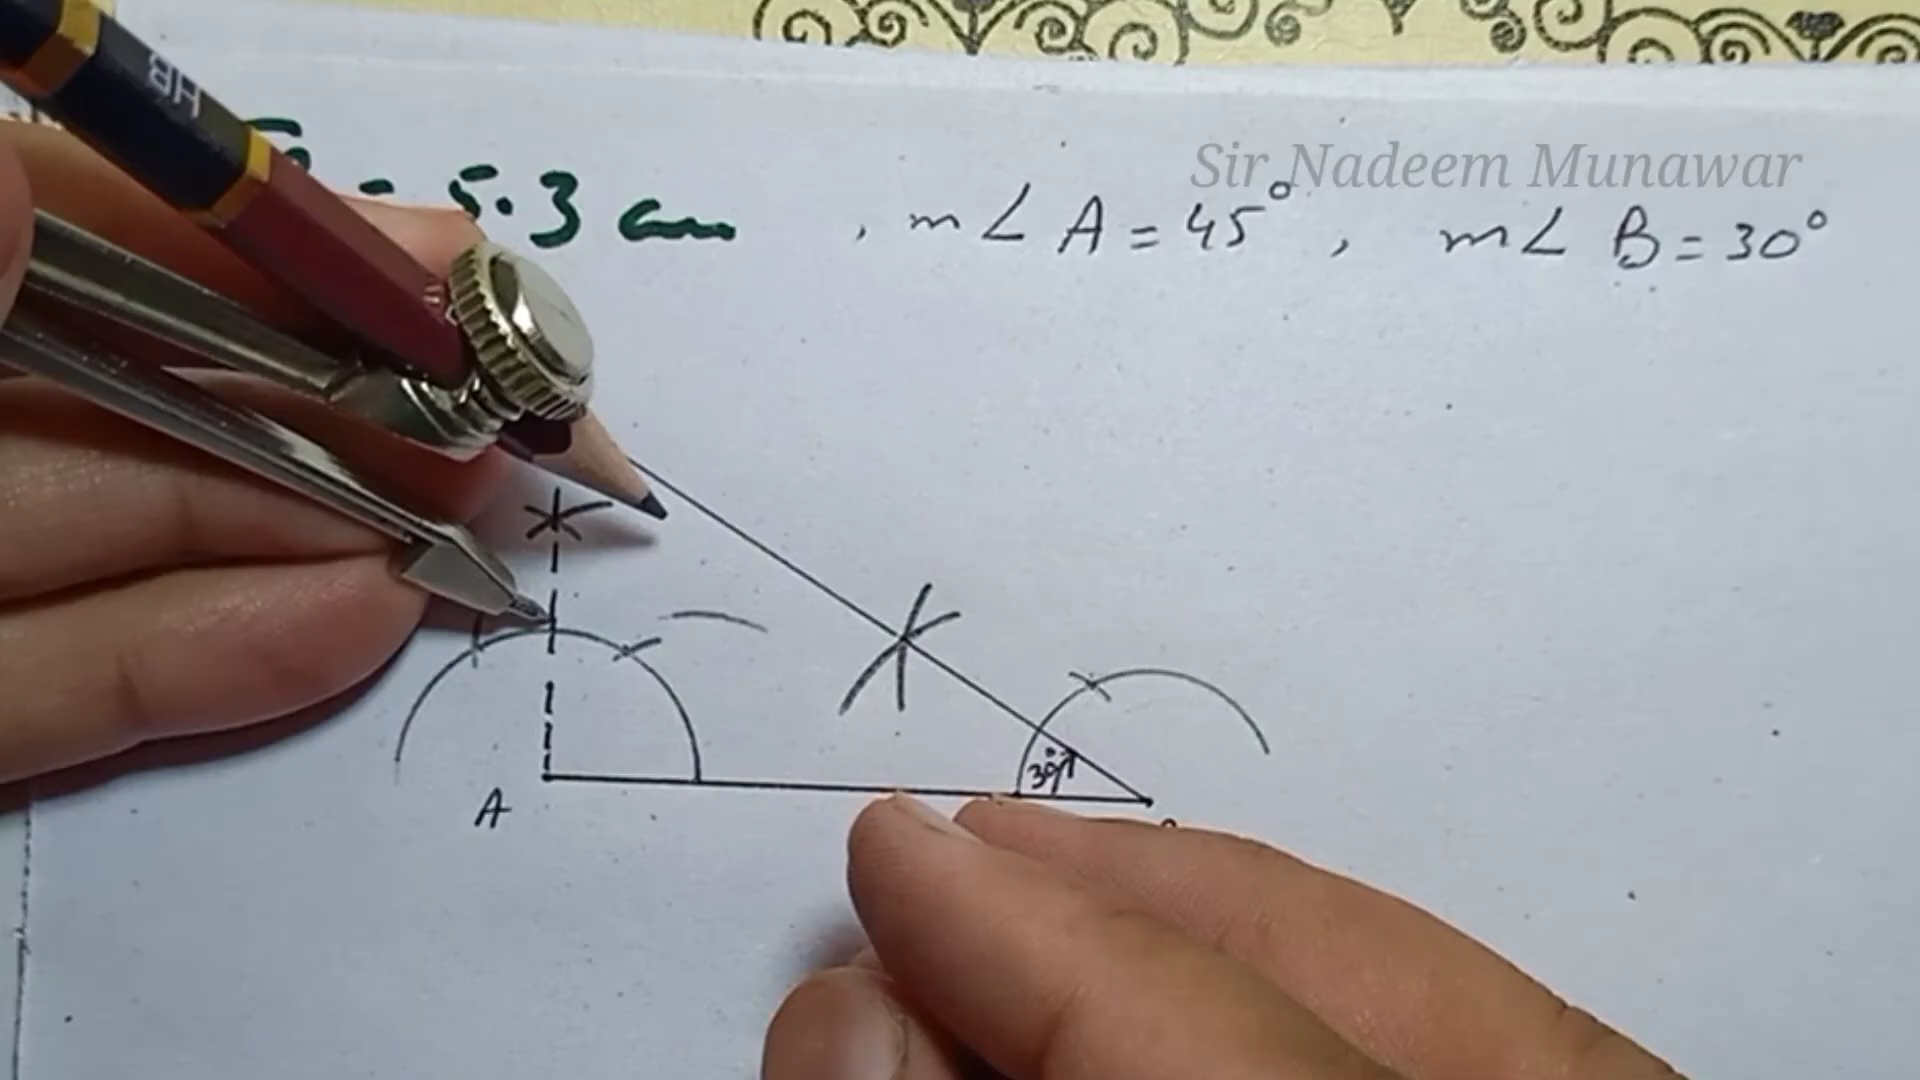 HB
Sir Nadeem Munawar
= 5.3 cm , m∠ A = 45° , m∠ B = 30°
30°
A